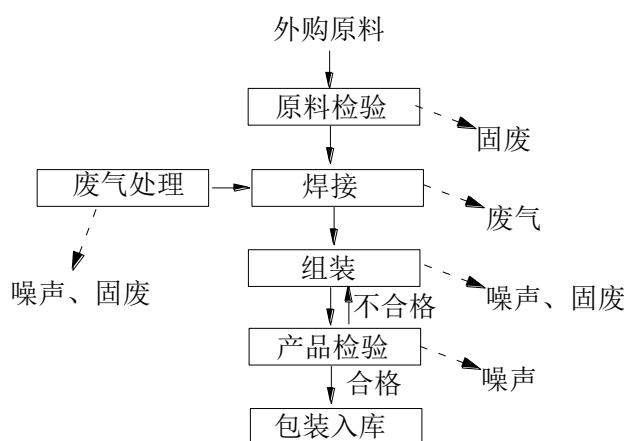 外购原料
原料检验
固废
废气处理
焊接
废气
组装
噪声、固废
噪声、固废
不合格
产品检验
合格
噪声
包装入库